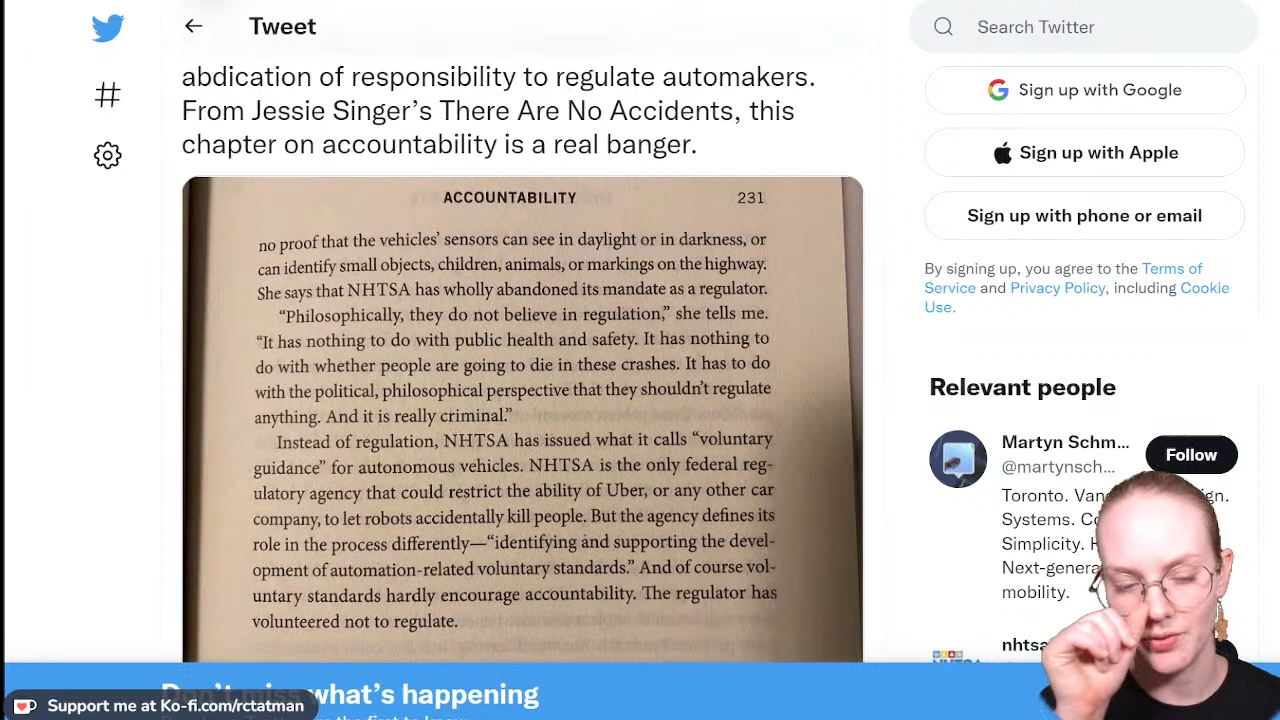 Tweet
abdication of responsibility to regulate automakers.
From Jessie Singer’s There Are No Accidents, this
chapter on accountability is a real banger.
ACCOUNTABILITY 231
no proof that the vehicles’ sensors can see in daylight or in darkness, or
can identify small objects, children, animals, or markings on the highway.
She says that NHTSA has wholly abandoned its mandate as a regulator.
“Philosophically, they do not believe in regulation,” she tells me.
“It has nothing to do with public health and safety. It has nothing to
do with whether people are going to die in these crashes. It has to do
with the political, philosophical perspective that they shouldn’t regulate
anything. And it is really criminal.”
Instead of regulation, NHTSA has issued what it calls “voluntary
guidance” for autonomous vehicles. NHTSA is the only federal reg-
ulatory agency that could restrict the ability of Uber, or any other car
company, to let robots accidentally kill people. But the agency defines its
role in the process differently—“identifying and supporting the devel-
opment of automation-related voluntary standards.” And of course vol-
untary standards hardly encourage accountability. The regulator has
volunteered not to regulate.
Search Twitter
Sign up with Google
Sign up with Apple
Sign up with phone or email
By signing up, you agree to the Terms of
Service and Privacy Policy, including Cookie
Use.
Relevant people
Martyn Schm...
@martynsch...
Follow
Toronto.
Systems.
Simplicity.
mobility.
nhtsa
Don’t miss what’s happening
Support me at Ko-fi.com/rctatman